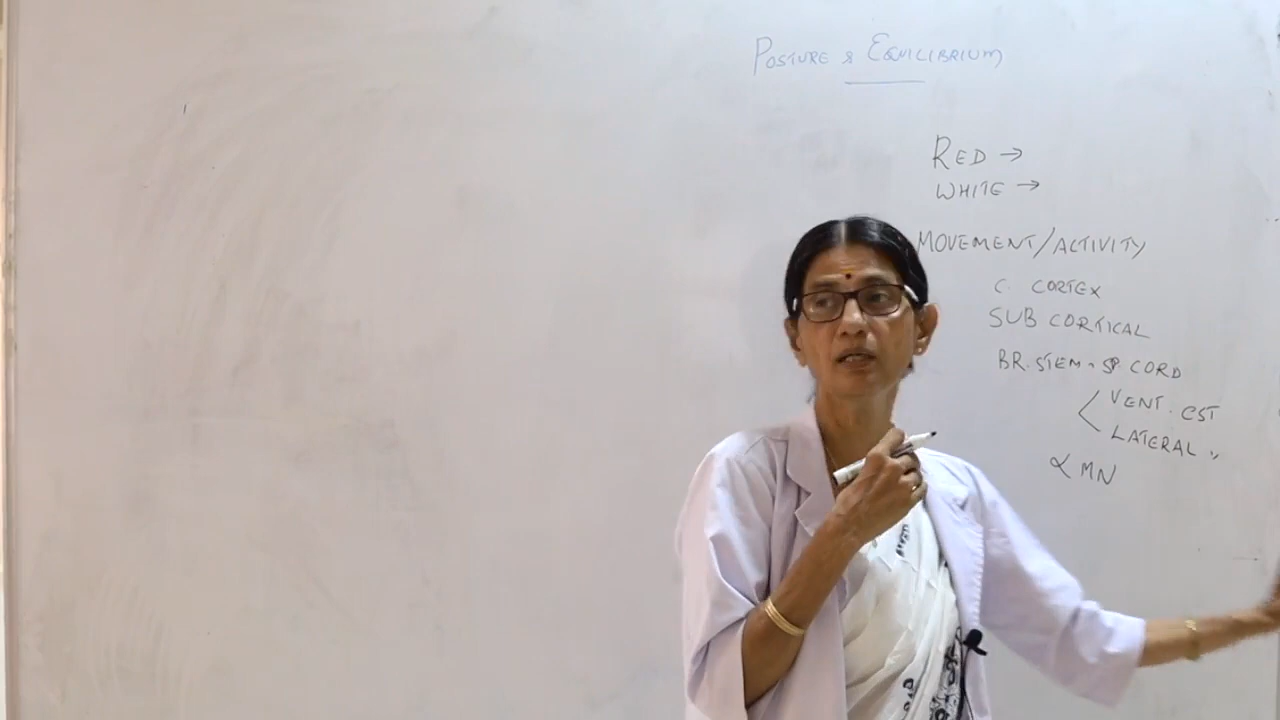 POSTURE & EQUILIBRIUM
RED →
WHITE →
MOVEMENT/ACTIVITY
C. CORTEX
SUB CORTICAL
BR. STEM - SP. CORD
VENT. CST
LATERAL "
α MN